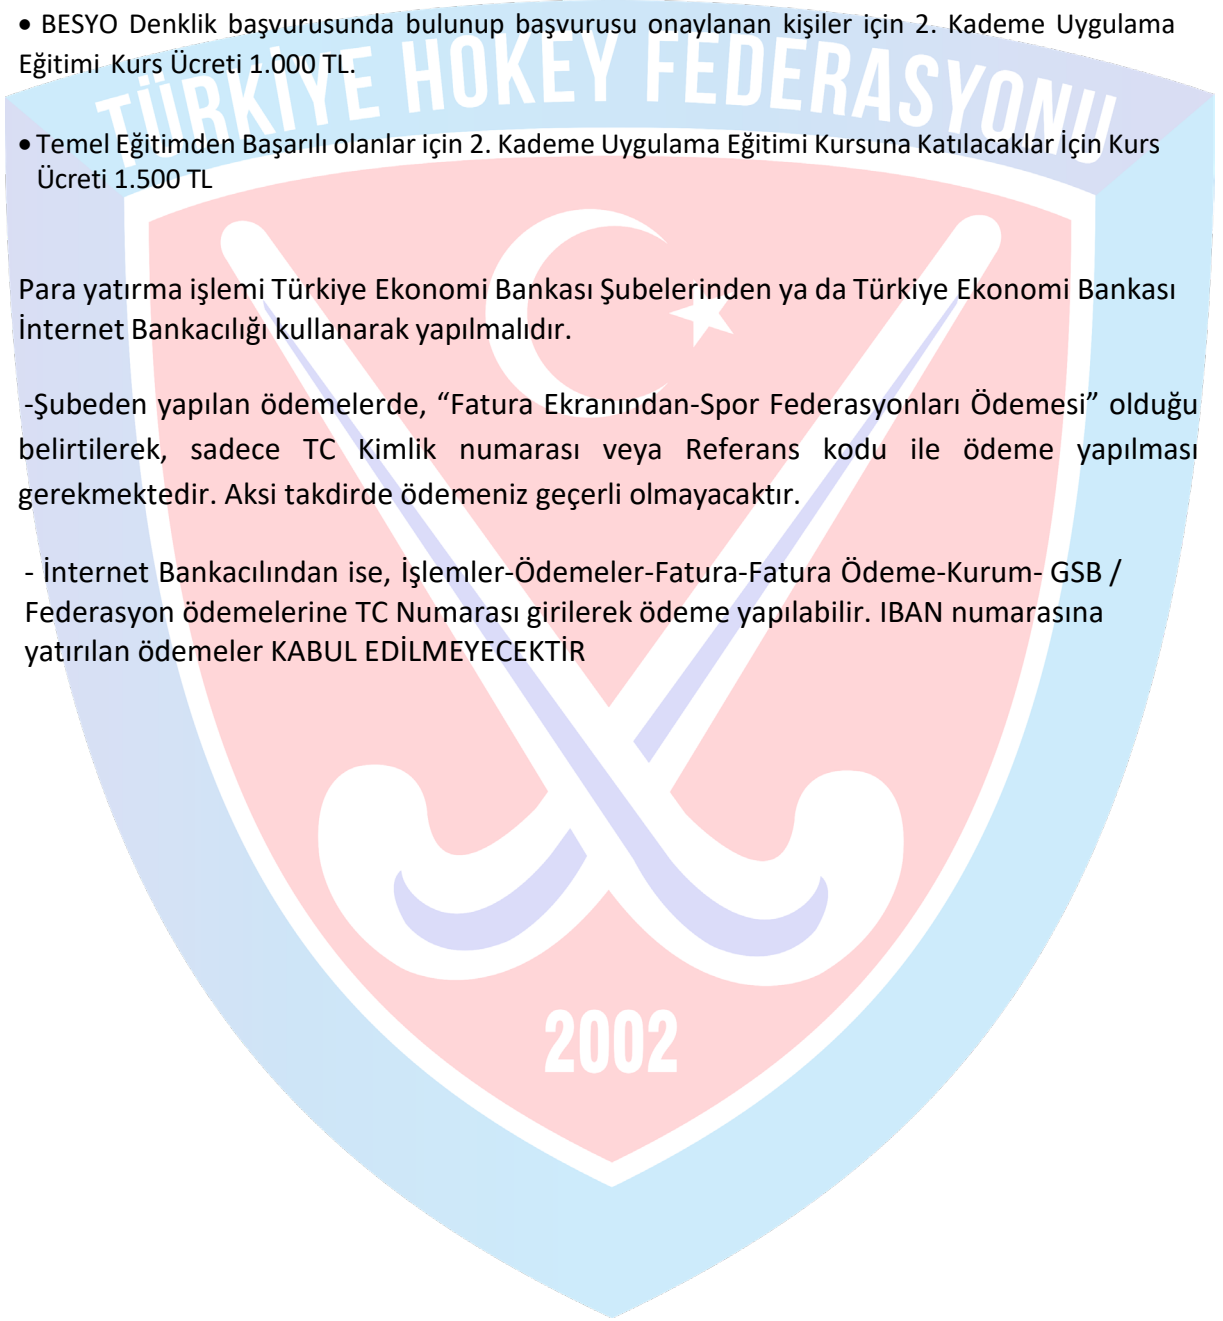 • BESYO Denklik başvurusunda bulunup başvurusu onaylanan kişiler için 2. Kademe Uygulama
Eğitimi Kurs Ücreti 1.000 TL.
TÜRKİYE HOKEY FEDERASYONU
• Temel Eğitimden Başarılı olanlar için 2. Kademe Uygulama Eğitimi Kursuna Katılacaklar İçin Kurs
Ücreti 1.500 TL
Para yatırma işlemi Türkiye Ekonomi Bankası Şubelerinden ya da Türkiye Ekonomi Bankası
İnternet Bankacılığı kullanarak yapılmalıdır.
-Şubeden yapılan ödemelerde, “Fatura Ekranından-Spor Federasyonları Ödemesi” olduğu
belirtilerek, sadece TC Kimlik numarası veya Referans kodu ile ödeme yapılması
gerekmektedir. Aksi takdirde ödemeniz geçerli olmayacaktır.
- İnternet Bankacılından ise, İşlemler-Ödemeler-Fatura-Fatura Ödeme-Kurum- GSB /
Federasyon ödemelerine TC Numarası girilerek ödeme yapılabilir. IBAN numarasına
yatırılan ödemeler KABUL EDİLMEYECEKTİR
2002